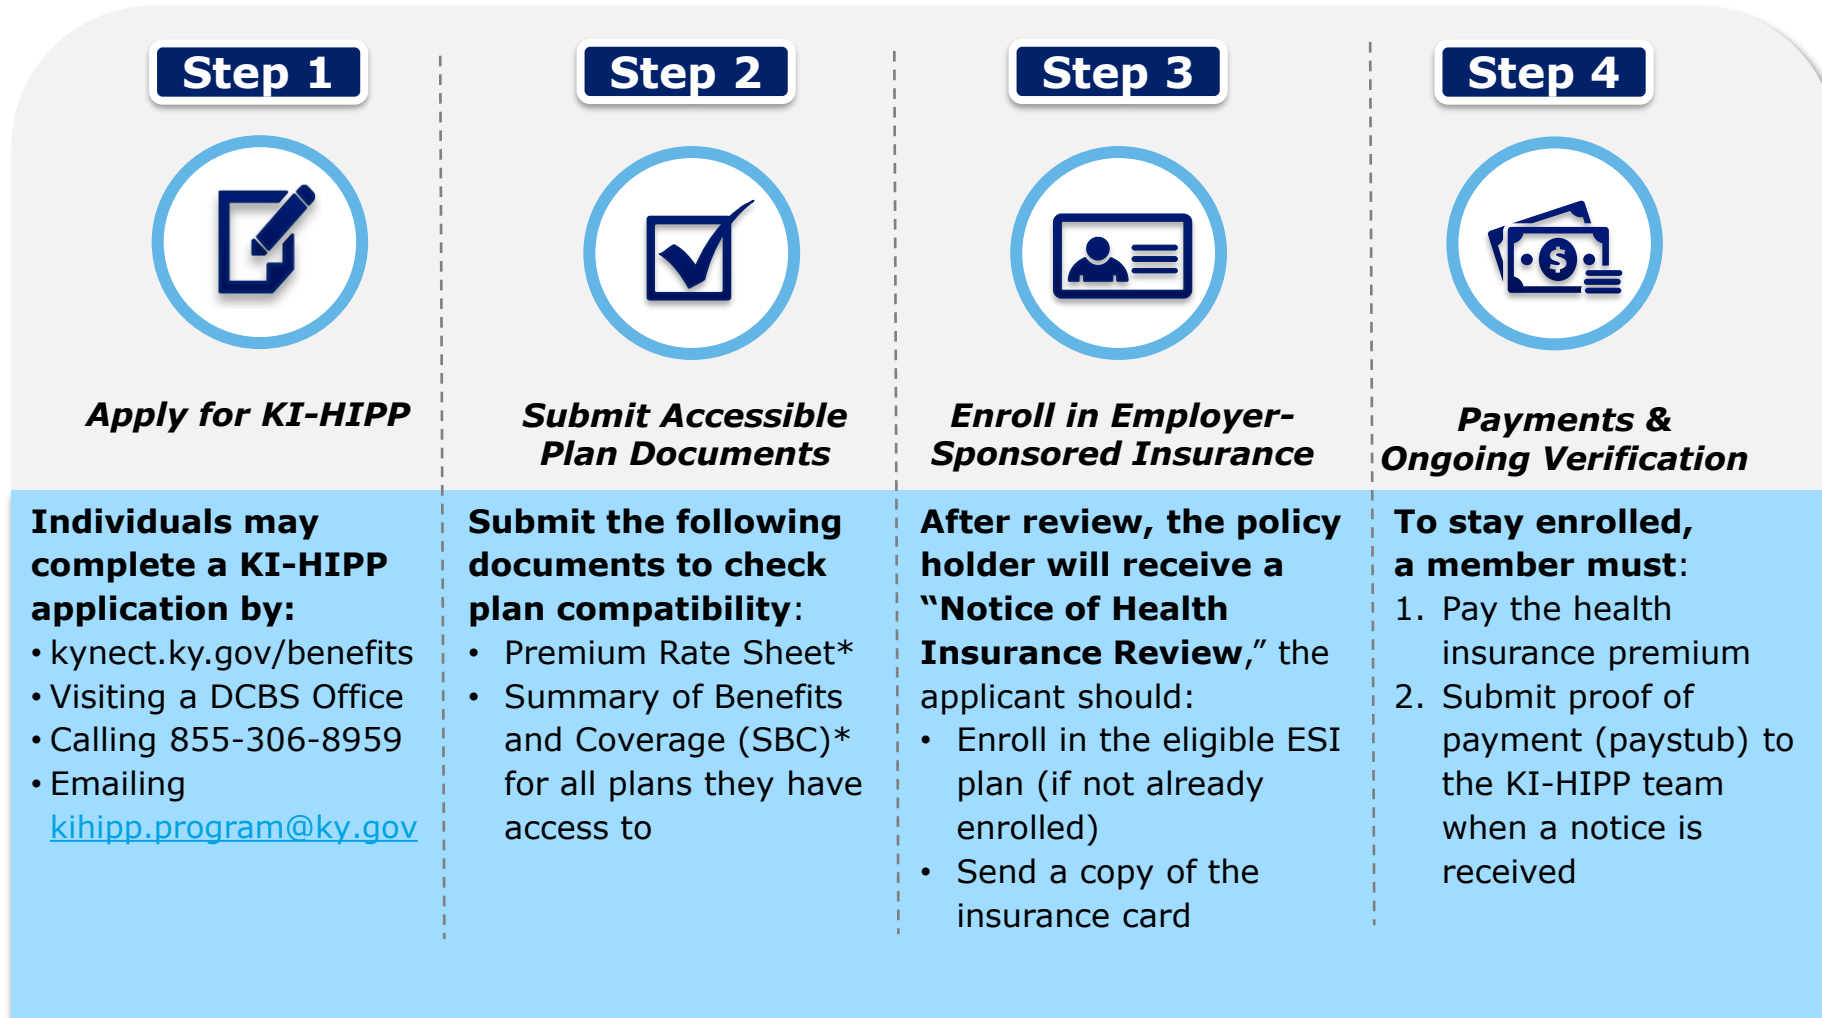 Step 1
Apply for KI-HIPP
Individuals may
complete a KI-HIPP
application by:
• kynect.ky.gov/benefits
• Visiting a DCBS Office
• Calling 855-306-8959
• Emailing
kihipp.program@ky.gov
Step 2
Submit Accessible
Plan Documents
Submit the following
documents to check
plan compatibility:
• Premium Rate Sheet*
• Summary of Benefits
and Coverage (SBC)*
for all plans they have
access to
Step 3
Enroll in Employer-
Sponsored Insurance
After review, the policy
holder will receive a
“Notice of Health
Insurance Review,” the
applicant should:
• Enroll in the eligible ESI
plan (if not already
enrolled)
• Send a copy of the
insurance card
Step 4
Payments &
Ongoing Verification
To stay enrolled,
a member must:
1. Pay the health
insurance premium
2. Submit proof of
payment (paystub) to
the KI-HIPP team
when a notice is
received